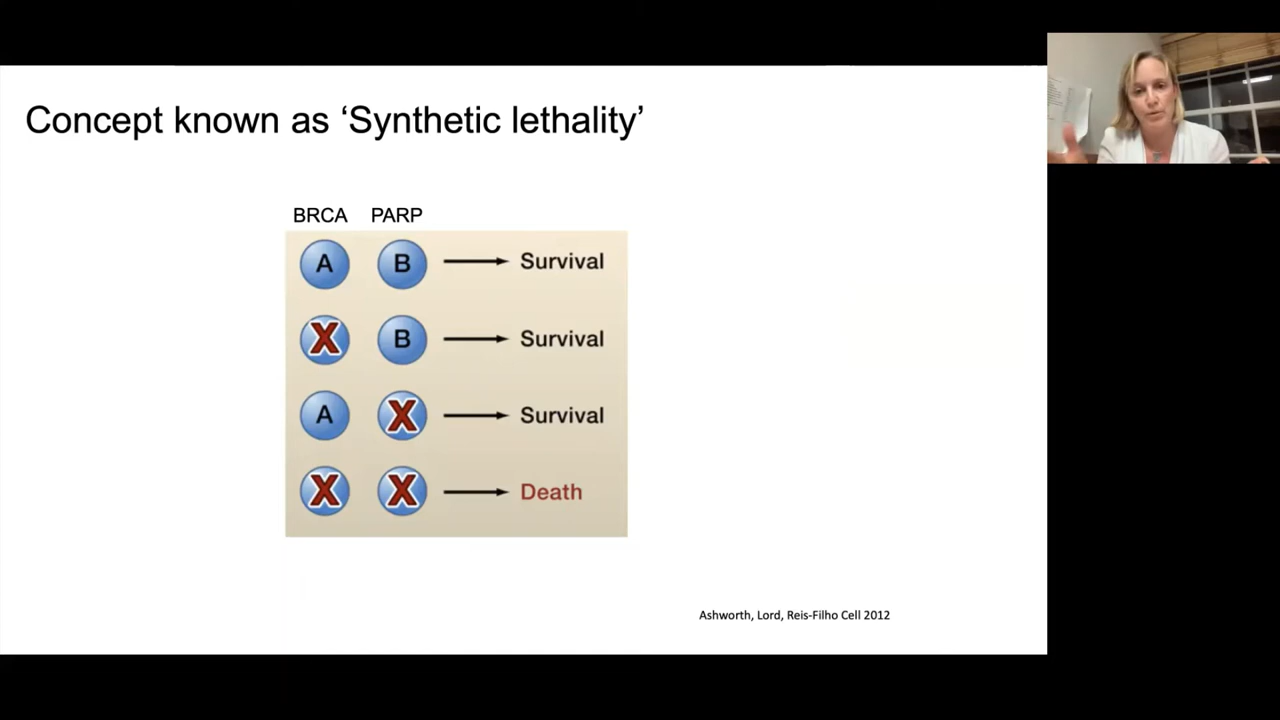 Concept known as ‘Synthetic lethality’
BRCA PARP
A B Survival
X B Survival
A X Survival
X X Death
Ashworth, Lord, Reis-Filho Cell 2012